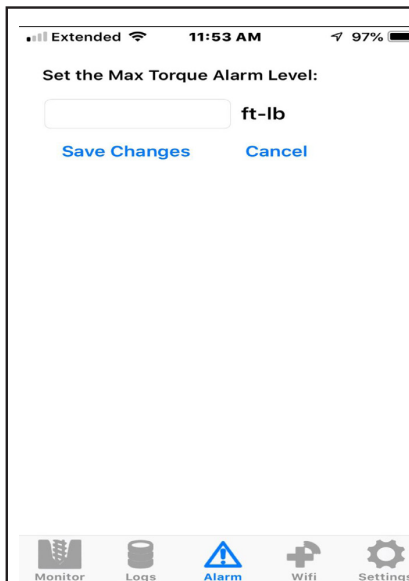 Extended 11:53 AM 97%
Set the Max Torque Alarm Level:
ft-lb
Save Changes Cancel
Monitor Logs Alarm Wifi Settings